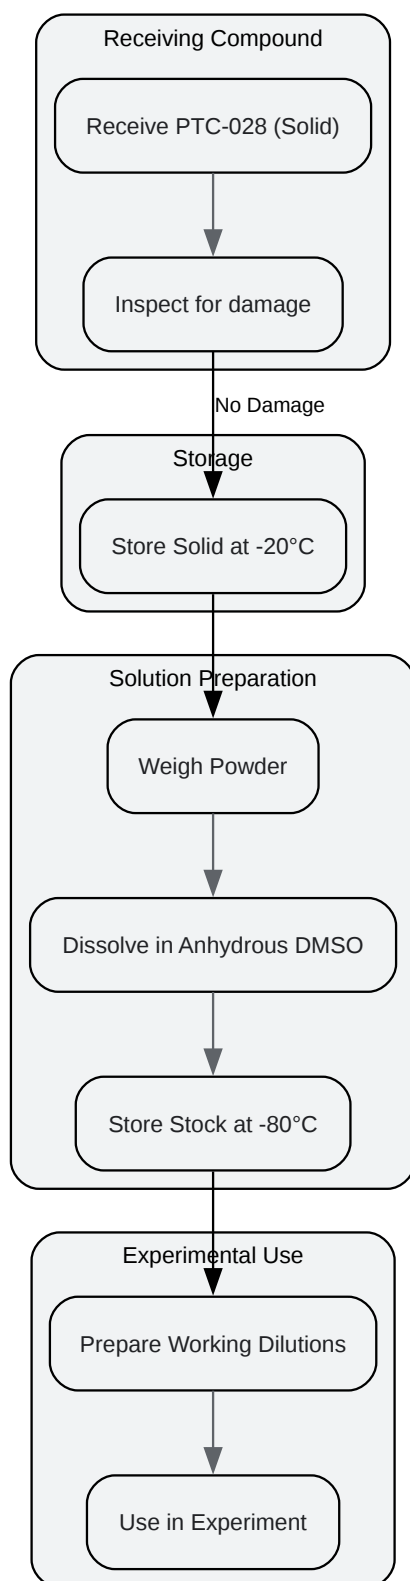 Receiving Compound
Receive PTC-028 (Solid)
Inspect for damage
No Damage
Storage
Store Solid at -20°C
Solution Preparation
Weigh Powder
Dissolve in Anhydrous DMSO
Store Stock at -80°C
Experimental Use
Prepare Working Dilutions
Use in Experiment